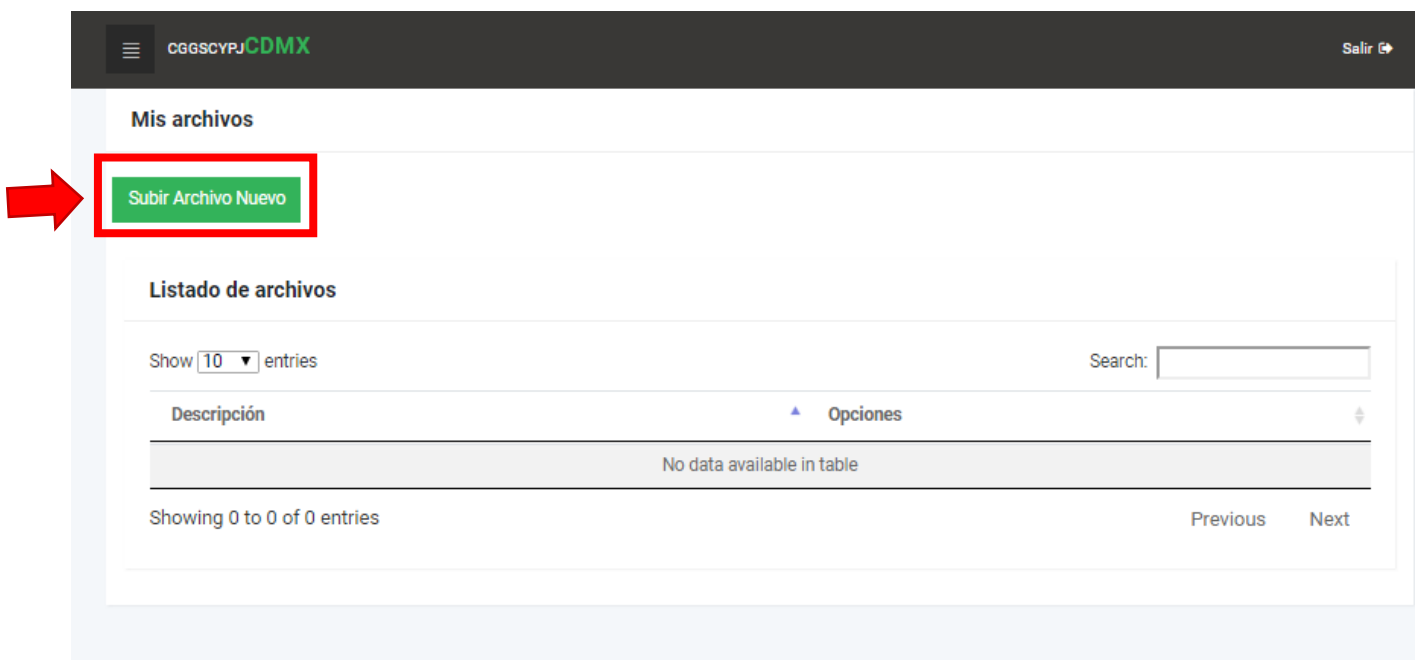 CGGSCYPJCDMX Salir
Mis archivos
Subir Archivo Nuevo
Listado de archivos
Show 10 entries Search:
Descripción Opciones
No data available in table
Showing 0 to 0 of 0 entries Previous Next